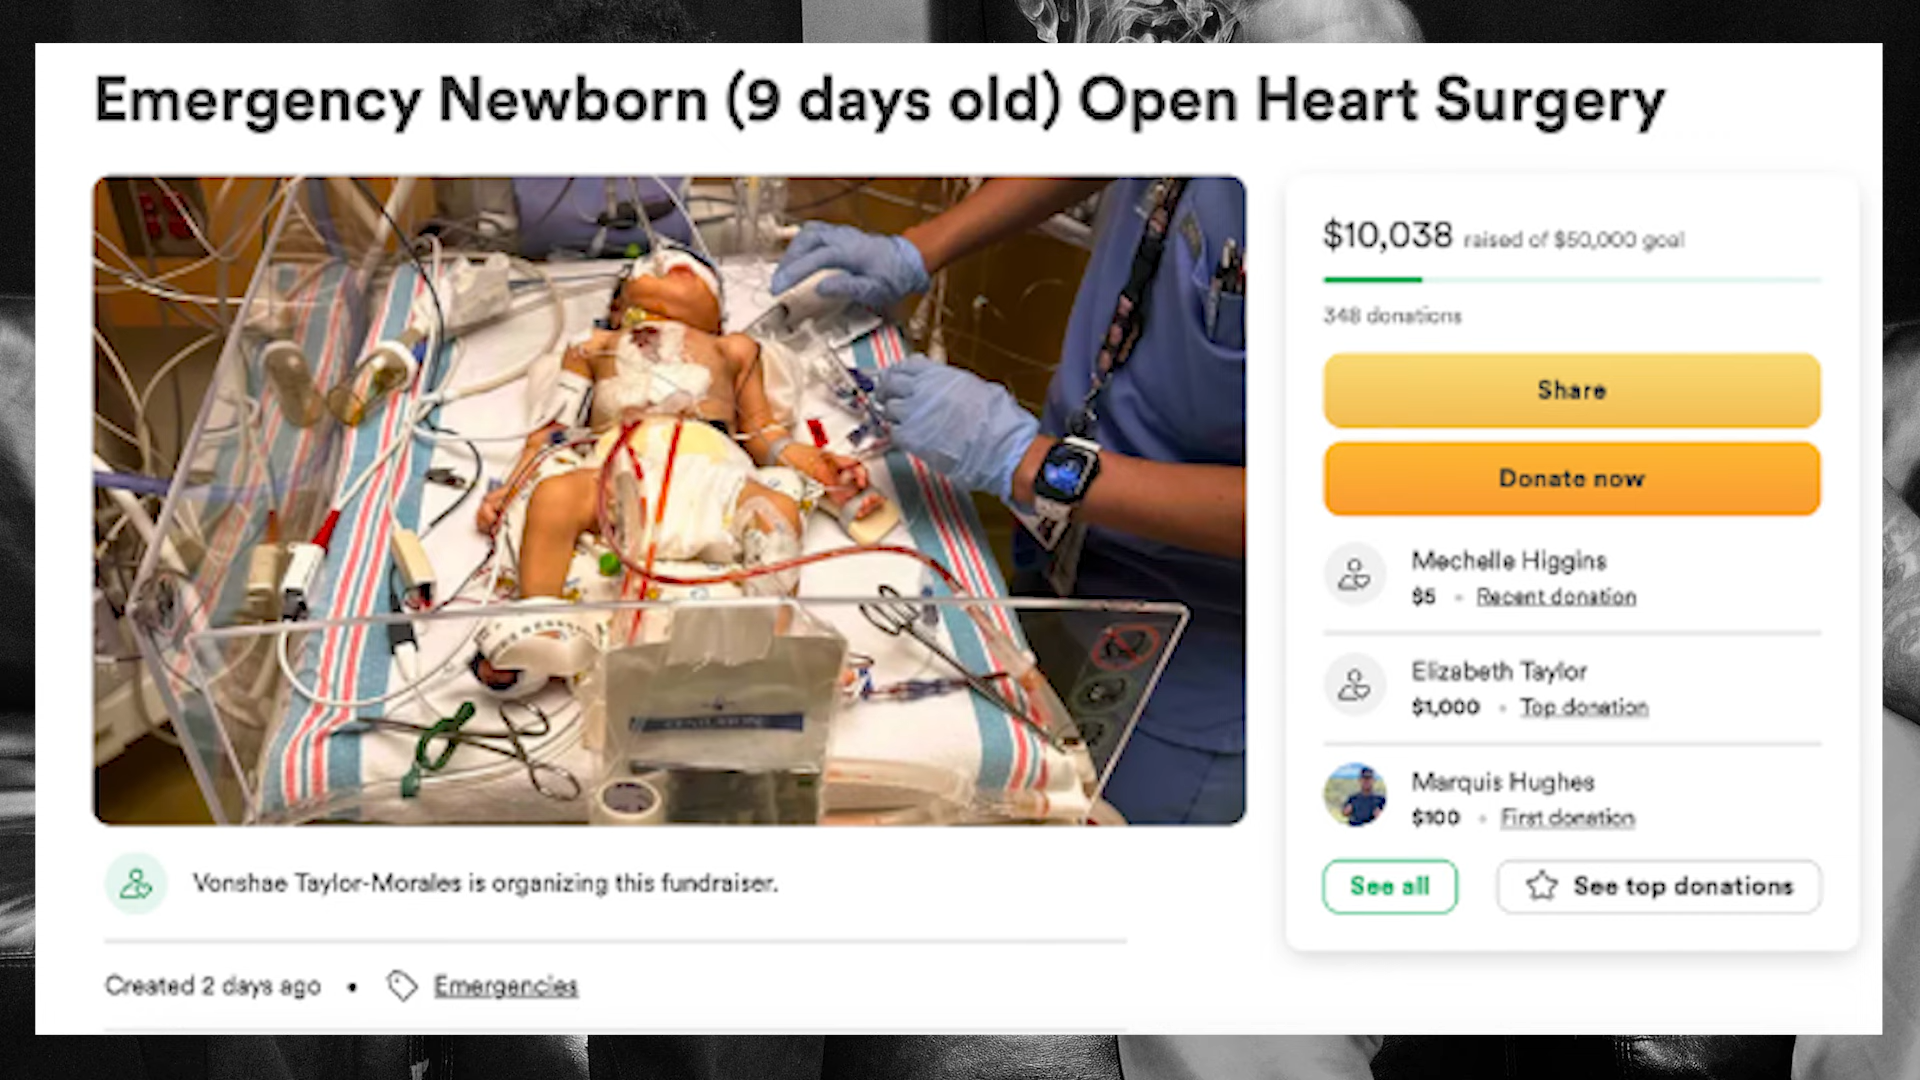 Emergency Newborn (9 days old) Open Heart Surgery
$10,038 raised of $50,000 goal
348 donations
Share
Donate now
Mechelle Higgins
$5 • Recent donation
Elizabeth Taylor
$1,000 • Top donation
Marquis Hughes
$100 • First donation
See all
See top donations
Vonshae Taylor-Morales is organizing this fundraiser.
Created 2 days ago • Emergencies